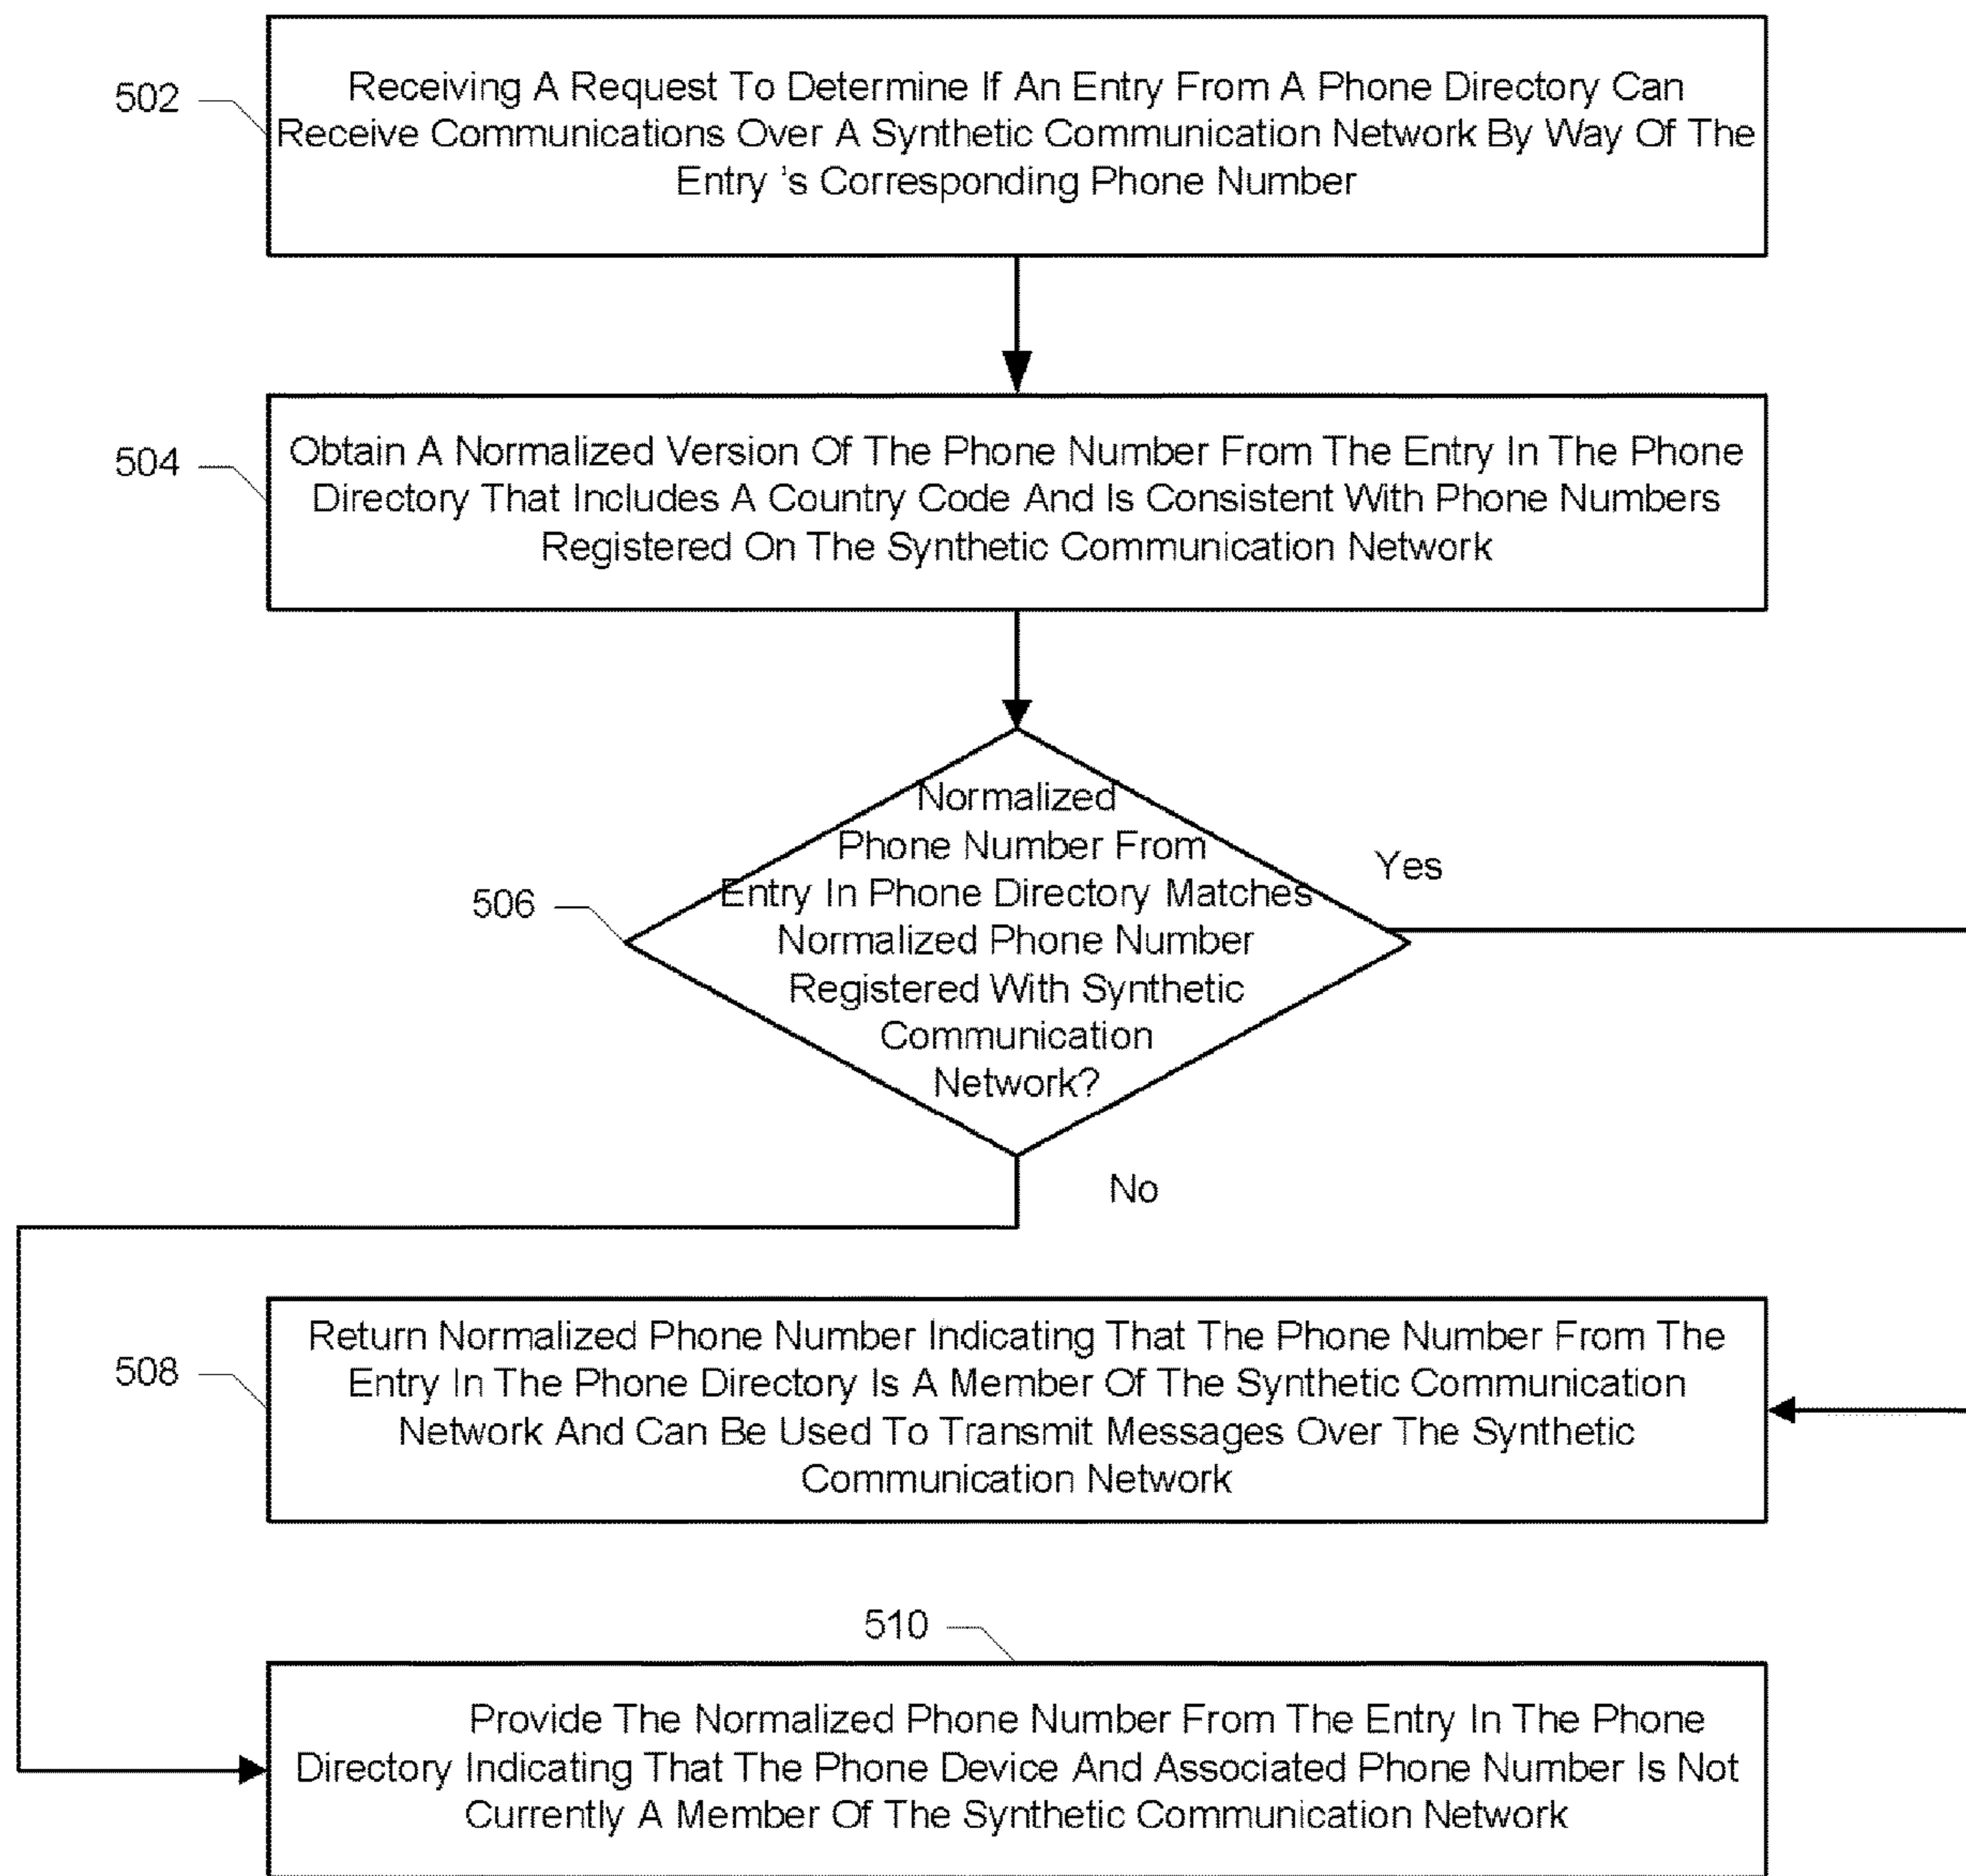 502
Receiving A Request To Determine If An Entry From A Phone Directory Can
Receive Communications Over A Synthetic Communication Network By Way Of The
Entry 's Corresponding Phone Number
504
Obtain A Normalized Version Of The Phone Number From The Entry In The Phone
Directory That Includes A Country Code And Is Consistent With Phone Numbers
Registered On The Synthetic Communication Network
506
Normalized
Phone Number From
Entry In Phone Directory Matches
Normalized Phone Number
Registered With Synthetic
Communication
Network?
Yes
No
508
Return Normalized Phone Number Indicating That The Phone Number From The
Entry In The Phone Directory Is A Member Of The Synthetic Communication
Network And Can Be Used To Transmit Messages Over The Synthetic
Communication Network
510
Provide The Normalized Phone Number From The Entry In The Phone
Directory Indicating That The Phone Device And Associated Phone Number Is Not
Currently A Member Of The Synthetic Communication Network